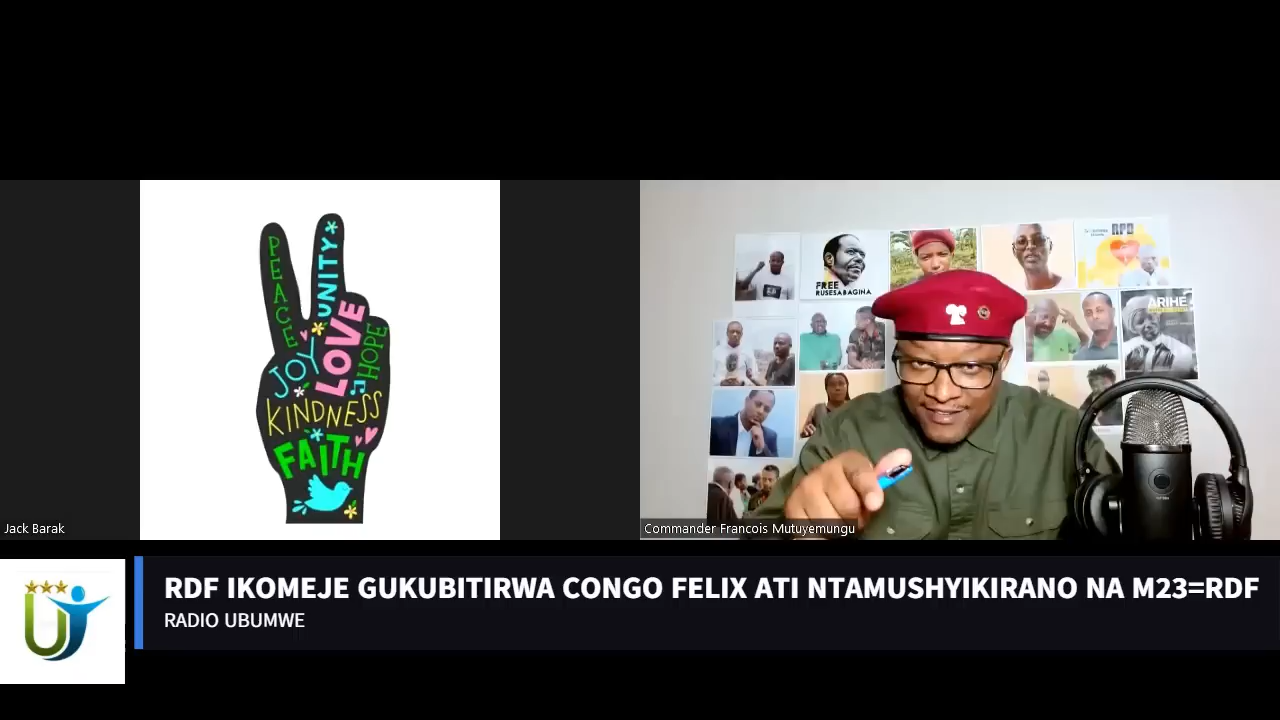 PEACE
UNITY
LOVE
HOPE
JOY
KINDNESS
FAITH
FREE
RUSESABAGINA
RPD
ARIHE
Jack Barak
Commander Francois Mutuyemungu
U
RDF IKOMEJE GUKUBITIRWA CONGO FELIX ATI NTAMUSHYIKIRANO NA M23=RDF
RADIO UBUMWE